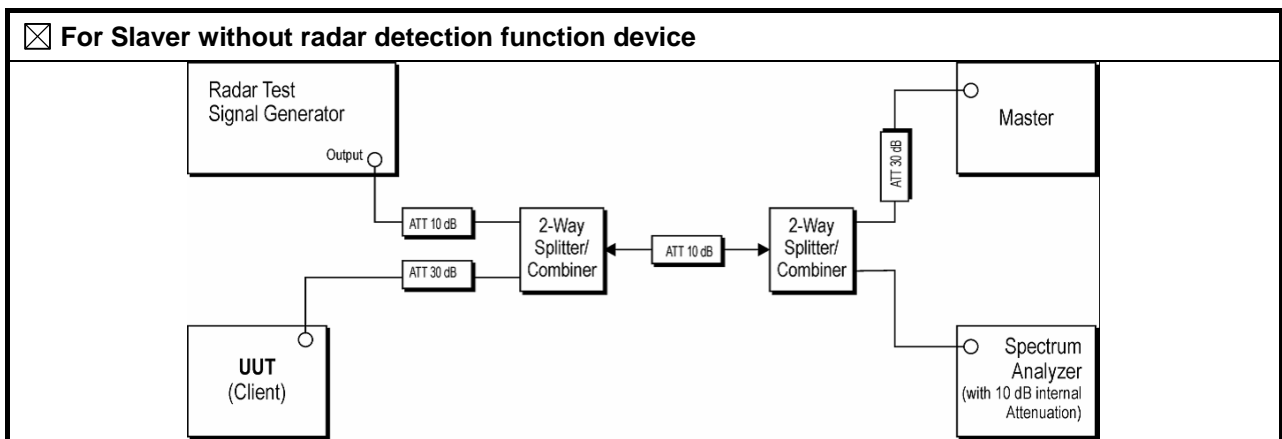 ☒ For Slaver without radar detection function device
Radar Test
Signal Generator
Output
Master
ATT 30 dB
ATT 10 dB
2-Way
Splitter/
Combiner
ATT 10 dB
2-Way
Splitter/
Combiner
ATT 30 dB
UUT
(Client)
Spectrum
Analyzer
(with 10 dB internal
Attenuation)